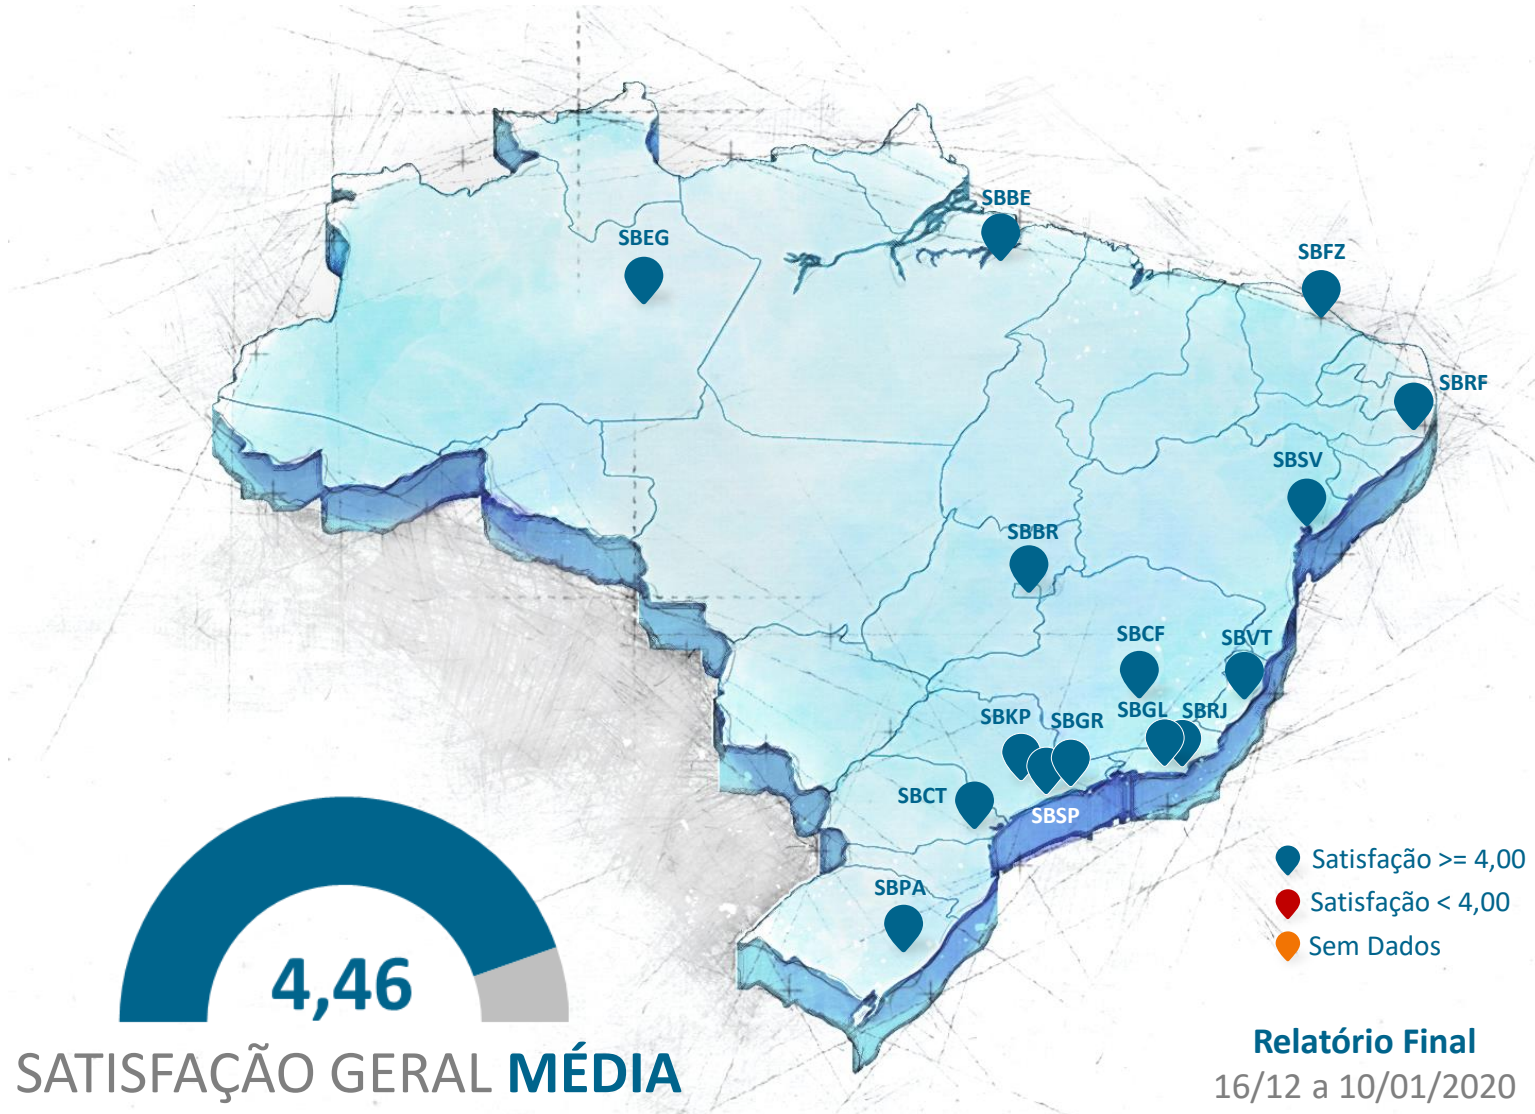 SBBE
SBEG
SBFZ
SBRF
SBSV
SBBR
SBCF
SBVT
SBKP
SBGR
SBGL
SBRJ
SBCT
SBSP
SBPA
Satisfação >= 4,00
Satisfação < 4,00
Sem Dados
4,46
SATISFAÇÃO GERAL MÉDIA
Relatório Final
16/12 a 10/01/2020